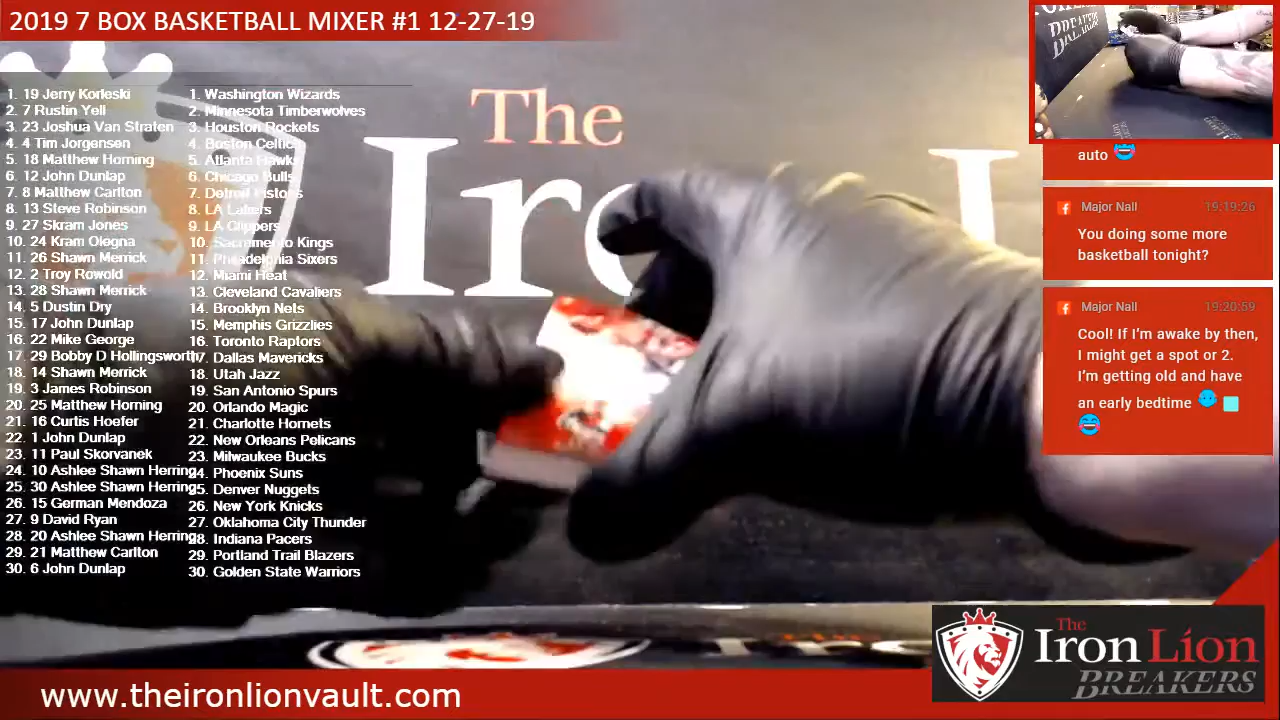 2019 7 BOX BASKETBALL MIXER #1 12-27-19
1. 19 Jerry Korleski
2. 7 Rustin Yell
3. 23 Joshua Van Straten
4. 4 Tim Jorgensen
5. 18 Matthew Horning
6. 12 John Dunlap
7. 8 Matthew Carlton
8. 13 Steve Robinson
9. 27 Skram Jones
10. 24 Kram Olegna
11. 26 Shawn Merrick
12. 2 Troy Rowold
13. 28 Shawn Merrick
14. 5 Dustin Dry
15. 17 John Dunlap
16. 22 Mike George
17. 29 Bobby D Hollingsworth
18. 14 Shawn Merrick
19. 3 James Robinson
20. 25 Matthew Horning
21. 16 Curtis Hoefer
22. 1 John Dunlap
23. 11 Paul Skorvanek
24. 10 Ashlee Shawn Herring
25. 30 Ashlee Shawn Herring
26. 15 German Mendoza
27. 9 David Ryan
28. 20 Ashlee Shawn Herring
29. 21 Matthew Carlton
30. 6 John Dunlap
1. Washington Wizards
2. Minnesota Timberwolves
3. Houston Rockets
4. Boston Celtics
5. Atlanta Hawks
6. Chicago Bulls
7. Detroit Pistons
8. LA Lakers
9. LA Clippers
10. Sacramento Kings
11. Philadelphia Sixers
12. Miami Heat
13. Cleveland Cavaliers
14. Brooklyn Nets
15. Memphis Grizzlies
16. Toronto Raptors
17. Dallas Mavericks
18. Utah Jazz
19. San Antonio Spurs
20. Orlando Magic
21. Charlotte Hornets
22. New Orleans Pelicans
23. Milwaukee Bucks
24. Phoenix Suns
25. Denver Nuggets
26. New York Knicks
27. Oklahoma City Thunder
28. Indiana Pacers
29. Portland Trail Blazers
30. Golden State Warriors
The
Iro
L
BREAKE
auto
Major Nall 19:19:26
You doing some more
basketball tonight?
Major Nall 19:20:59
Cool! If I'm awake by then,
I might get a spot or 2.
I'm getting old and have
an early bedtime
The
Iron Lion
BREAKERS
www.theironlionvault.com